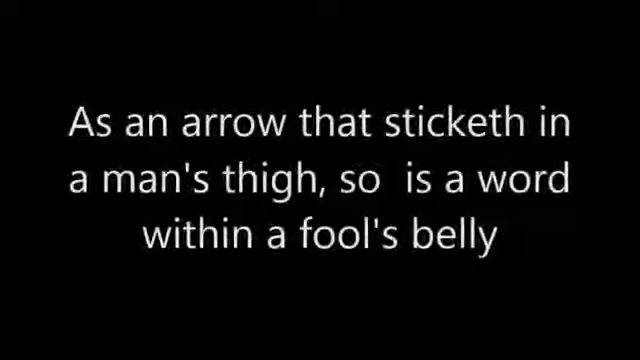 As an arrow that sticketh in
a man's thigh, so  is a word
within a fool's belly